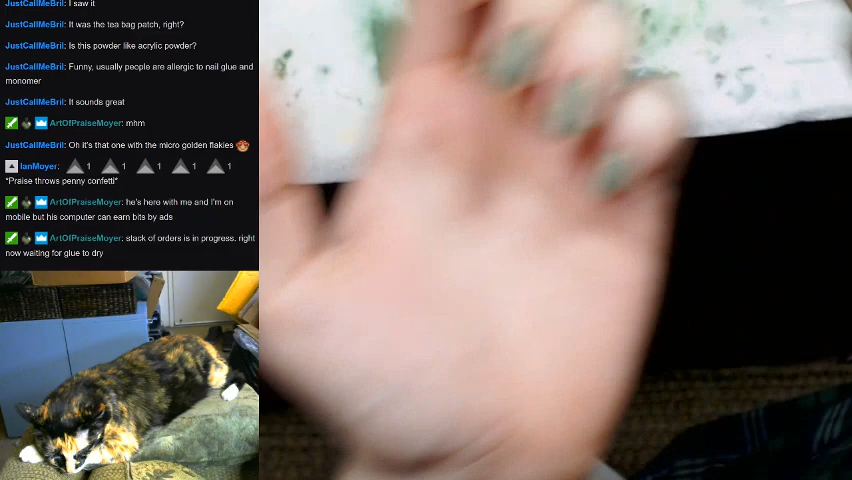 JustCallMeBril: I saw it
JustCallMeBril: It was the tea bag patch, right?
JustCallMeBril: Is this powder like acrylic powder?
JustCallMeBril: Funny, usually people are allergic to nail glue and
monomer
JustCallMeBril: It sounds great
ArtOfPraiseMoyer: mhm
JustCallMeBril: Oh it's that one with the micro golden flakies
IanMoyer: 1 1 1 1 1
*Praise throws penny confetti*
ArtOfPraiseMoyer: he's here with me and I'm on
mobile but his computer can earn bits by ads
ArtOfPraiseMoyer: stack of orders is in progress. right
now waiting for glue to dry